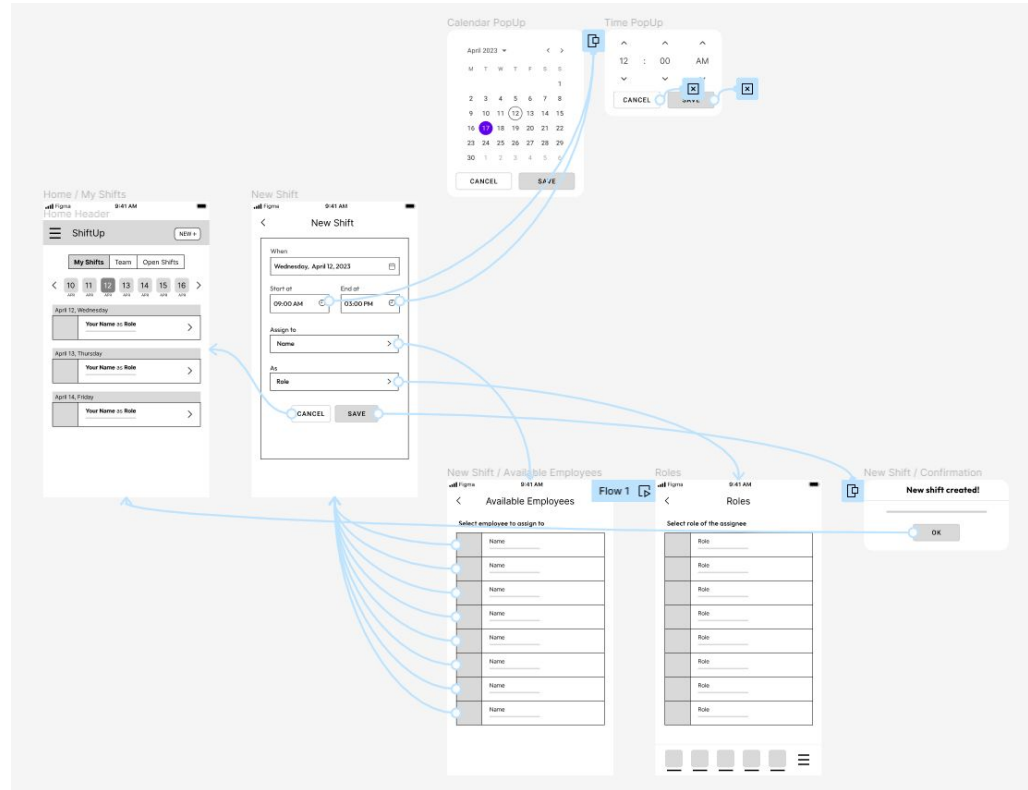 Calendar PopUp
April 2023
M T W T F S S
1
2 3 4 5 6 7 8
9 10 11 12 13 14 15
16 17 18 19 20 21 22
23 24 25 26 27 28 29
30 1 2 3 4 5 6
CANCEL SAVE
Time PopUp
12 : 00 AM
CANCEL SAVE
Home / My Shifts
Figma 9:41 AM
Home Header
ShiftUp NEW +
My Shifts Team Open Shifts
10 11 12 13 14 15 16
APR APR APR APR APR APR APR
April 12, Wednesday
Your Name as Role
April 13, Thursday
Your Name as Role
April 14, Friday
Your Name as Role
New Shift
Figma 9:41 AM
New Shift
When
Wednesday, April 12, 2023
Start at End at
09:00 AM 03:00 PM
Assign to
Name
As
Role
CANCEL SAVE
New Shift / Available Employees
Figma 9:41 AM
Available Employees
Select employee to assign to
Name
Name
Name
Name
Name
Name
Name
Name
Flow 1
Roles
Figma 9:41 AM
Roles
Select role of the assignee
Role
Role
Role
Role
Role
Role
Role
Role
New Shift / Confirmation
New shift created!
OK